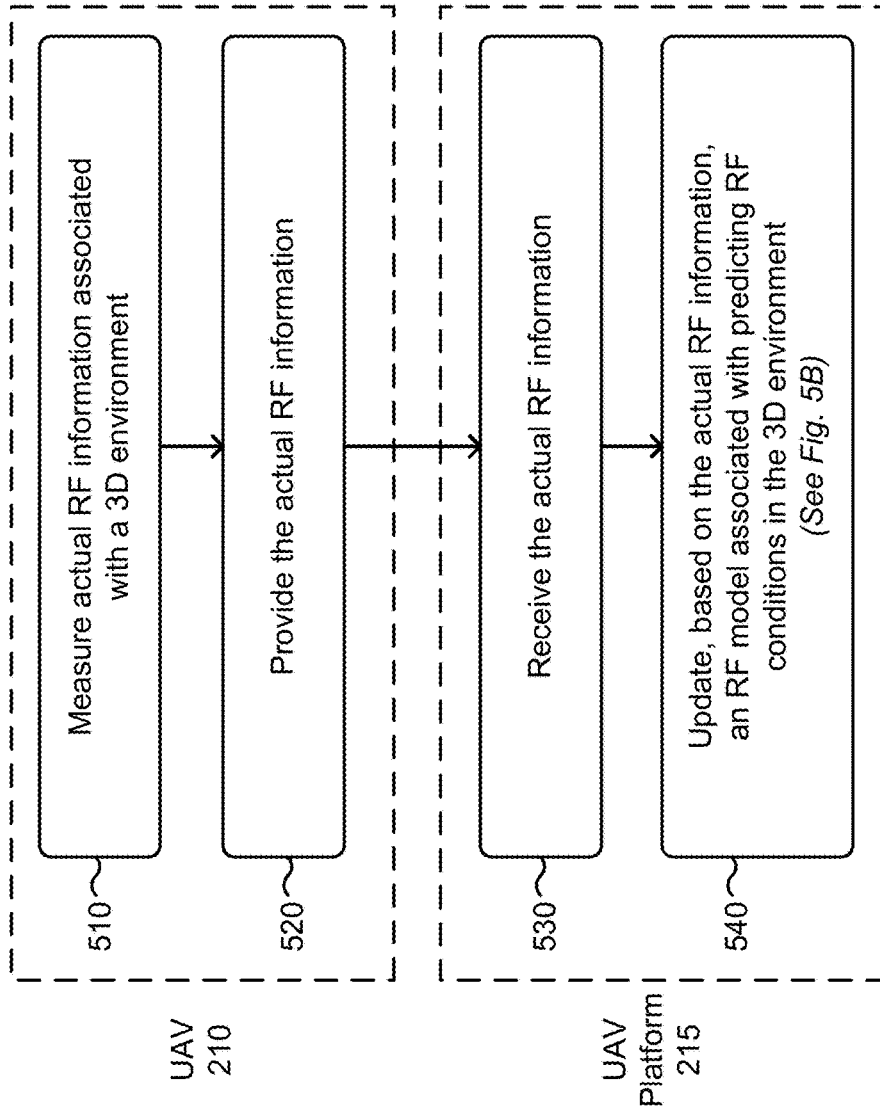 UAV
210
510
Measure actual RF information associated
with a 3D environment
520
Provide the actual RF information
UAV
Platform
215
530
Receive the actual RF information
540
Update, based on the actual RF information,
an RF model associated with predicting RF
conditions in the 3D environment
(See Fig. 5B)